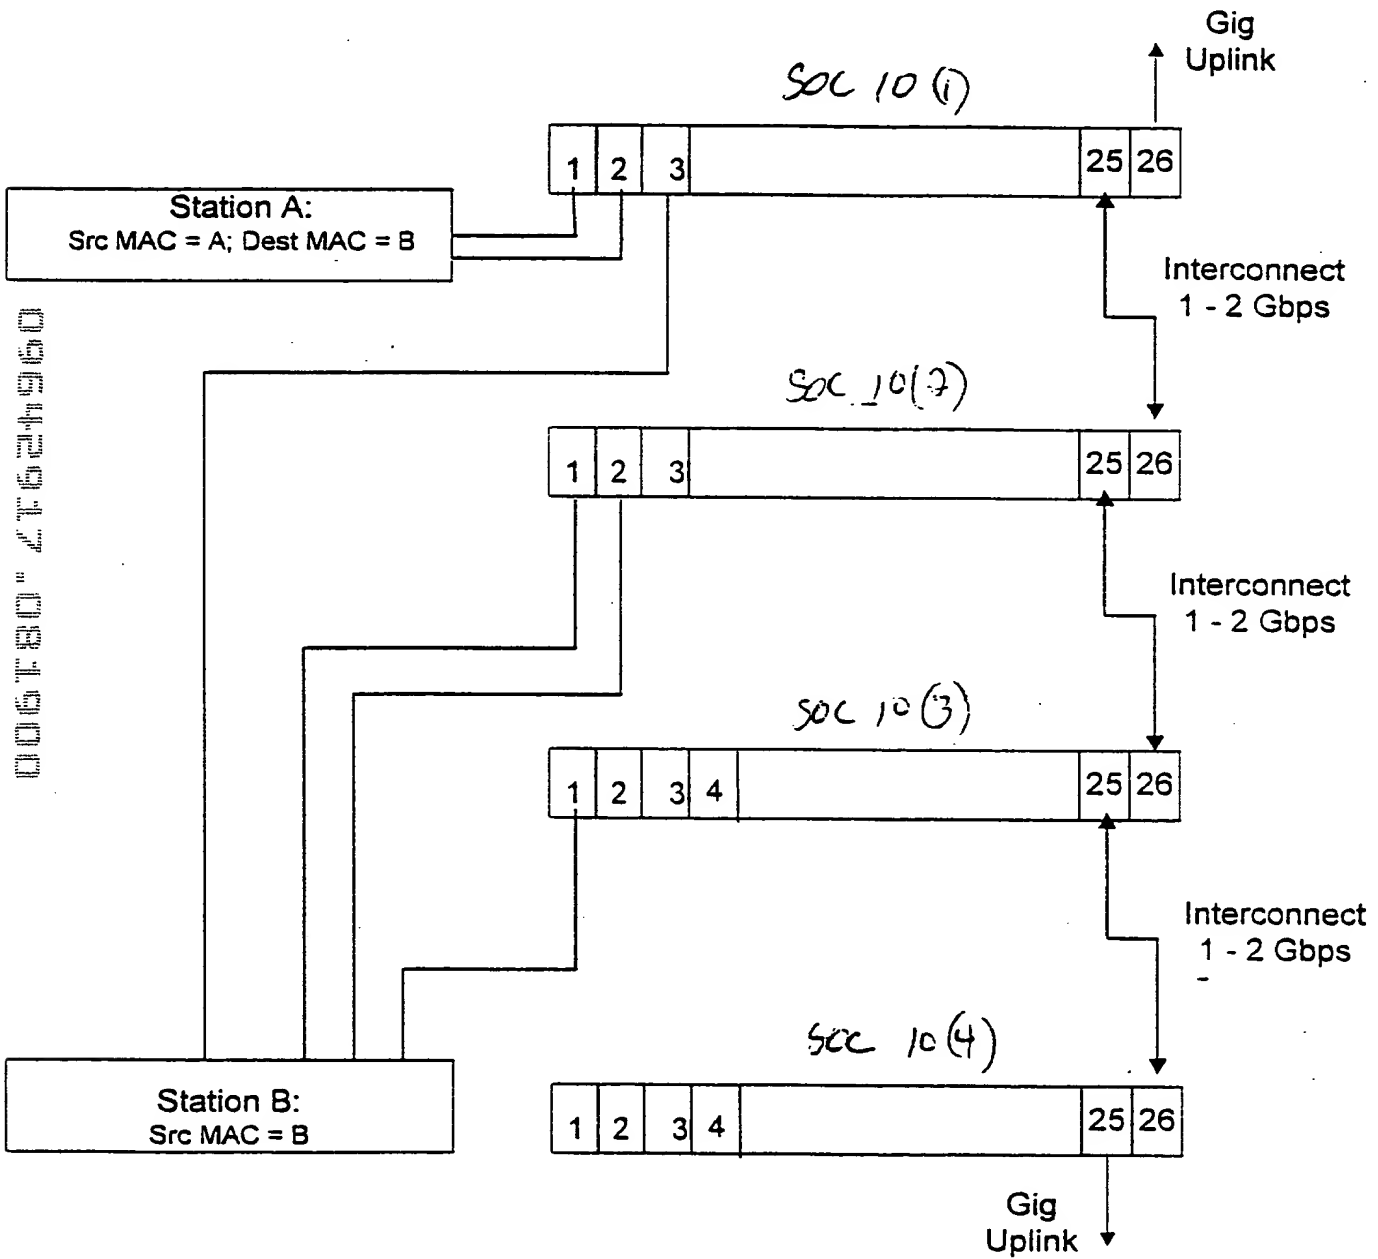 Gig
Uplink
SOC 10 (1)
1 2 3 25 26
Station A:
Src MAC = A; Dest MAC = B
Interconnect
1 - 2 Gbps
SOC 10(2)
1 2 3 25 26
Interconnect
1 - 2 Gbps
SOC 10(3)
1 2 3 4 25 26
Interconnect
1 - 2 Gbps
SOC 10(4)
Station B:
Src MAC = B
1 2 3 4 25 26
Gig
Uplink
09642917.081900